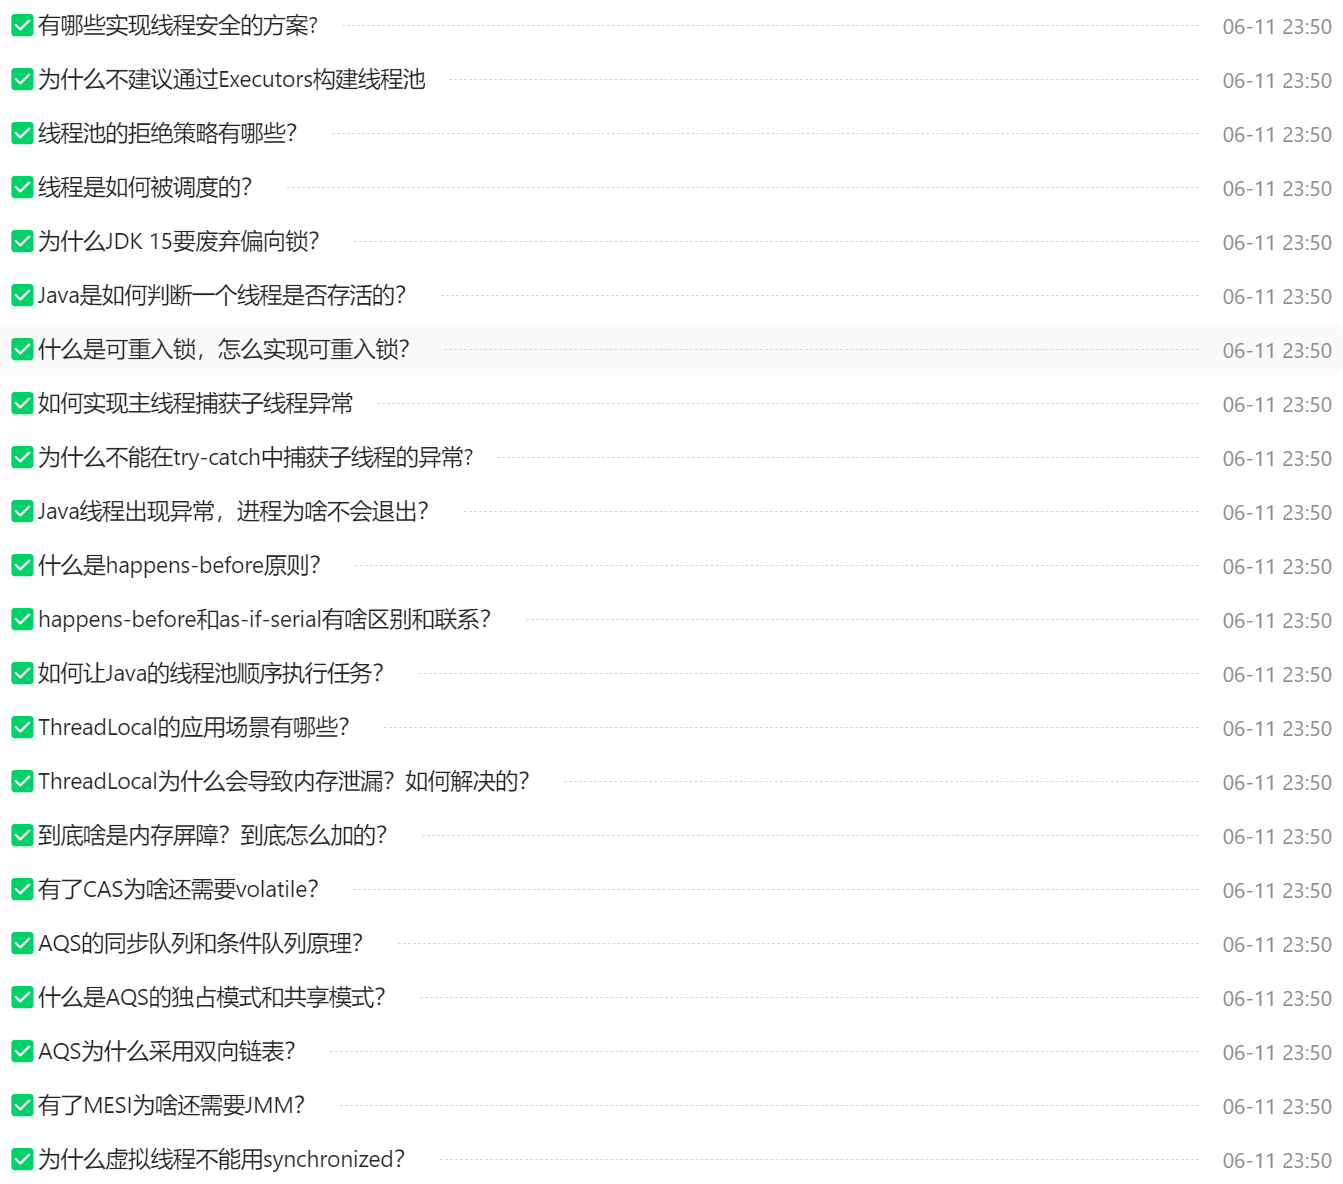 有哪些实现线程安全的方案? 06-11 23:50
为什么不建议通过Executors构建线程池 06-11 23:50
线程池的拒绝策略有哪些？ 06-11 23:50
线程是如何被调度的？ 06-11 23:50
为什么JDK 15要废弃偏向锁？ 06-11 23:50
Java是如何判断一个线程是否存活的？ 06-11 23:50
什么是可重入锁，怎么实现可重入锁？ 06-11 23:50
如何实现主线程捕获子线程异常 06-11 23:50
为什么不能在try-catch中捕获子线程的异常? 06-11 23:50
Java线程出现异常，进程为啥不会退出？ 06-11 23:50
什么是happens-before原则？ 06-11 23:50
happens-before和as-if-serial有啥区别和联系？ 06-11 23:50
如何让Java的线程池顺序执行任务？ 06-11 23:50
ThreadLocal的应用场景有哪些？ 06-11 23:50
ThreadLocal为什么会导致内存泄漏？如何解决的？ 06-11 23:50
到底啥是内存屏障？到底怎么加的？ 06-11 23:50
有了CAS为啥还需要volatile？ 06-11 23:50
AQS的同步队列和条件队列原理？ 06-11 23:50
什么是AQS的独占模式和共享模式？ 06-11 23:50
AQS为什么采用双向链表？ 06-11 23:50
有了MESI为啥还需要JMM？ 06-11 23:50
为什么虚拟线程不能用synchronized？ 06-11 23:50